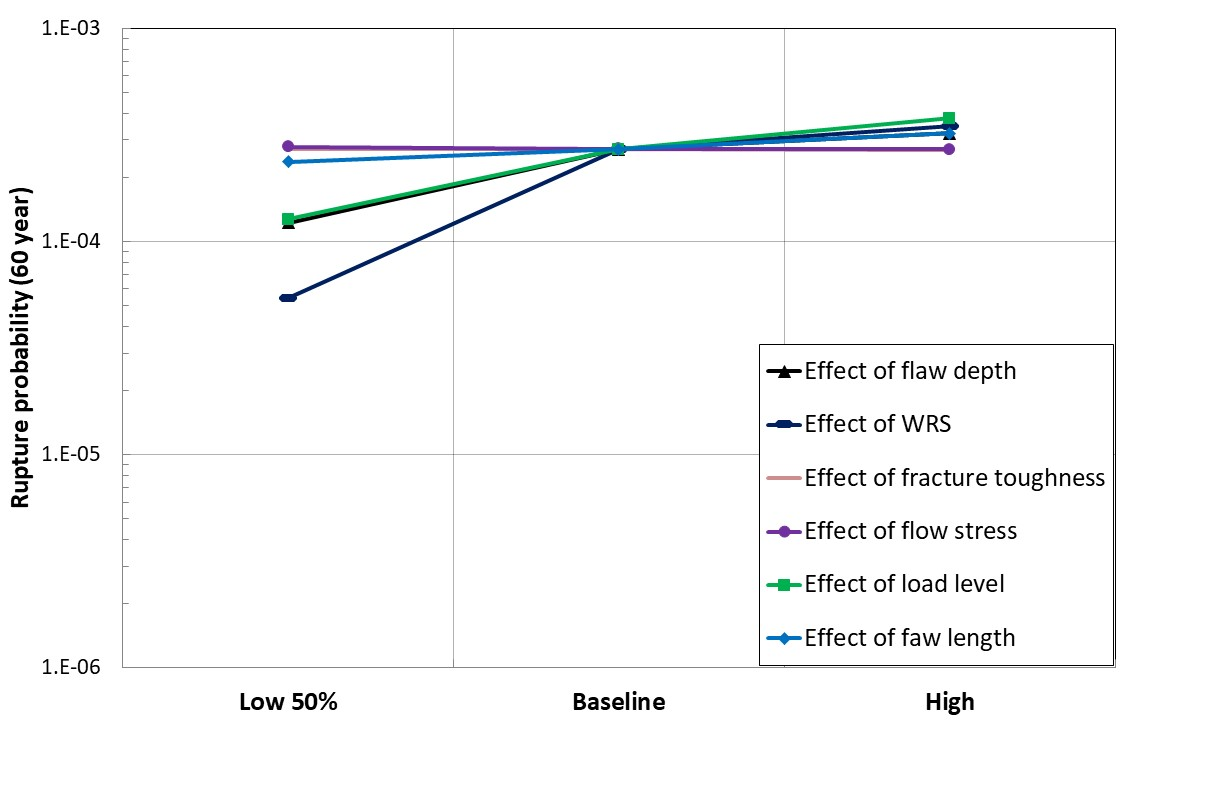 1.E-03
1.E-04
1.E-05
1.E-06
Rupture probability (60 year)
Effect of flaw depth
Effect of WRS
Effect of fracture toughness
Effect of flow stress
Effect of load level
Effect of faw length
Low 50%
Baseline
High